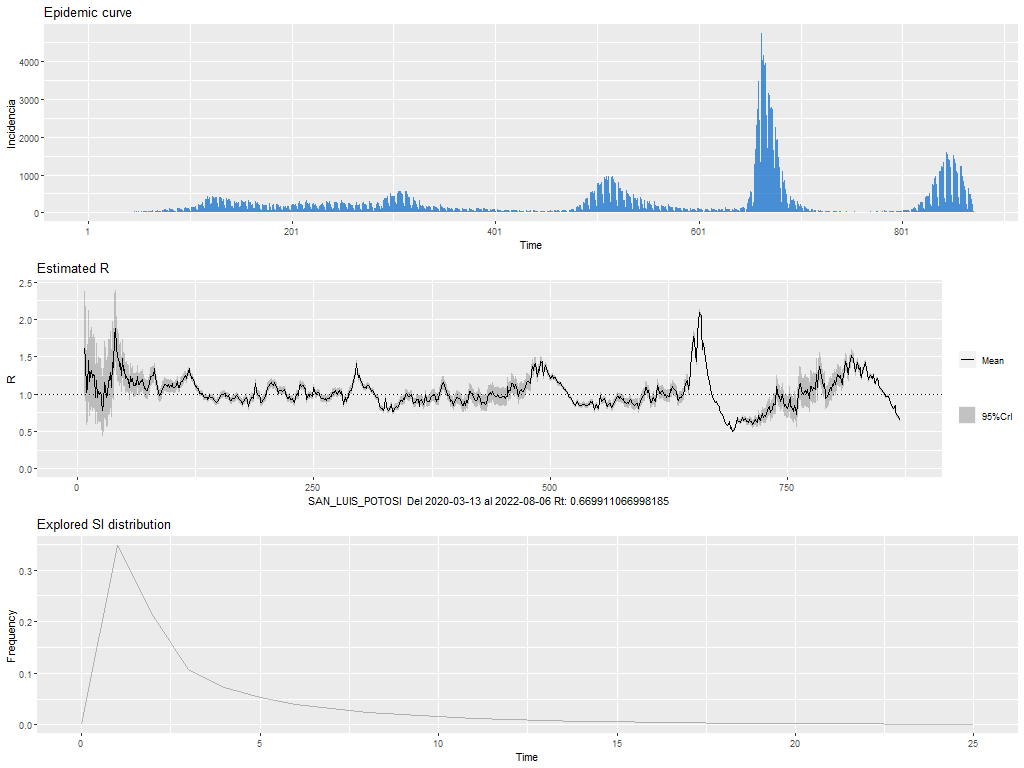 Epidemic curve
Incidencia
4000
3000
2000
1000
0
1
201
401
601
801
Time
Estimated R
R
2.5
2.0
1.5
1.0
0.5
0.0
0
250
500
750
SAN_LUIS_POTOSI Del 2020-03-13 al 2022-08-06 Rt: 0.669911066998185
Mean
95%CrI
Explored SI distribution
Frequency
0.3
0.2
0.1
0.0
0
5
10
15
20
25
Time